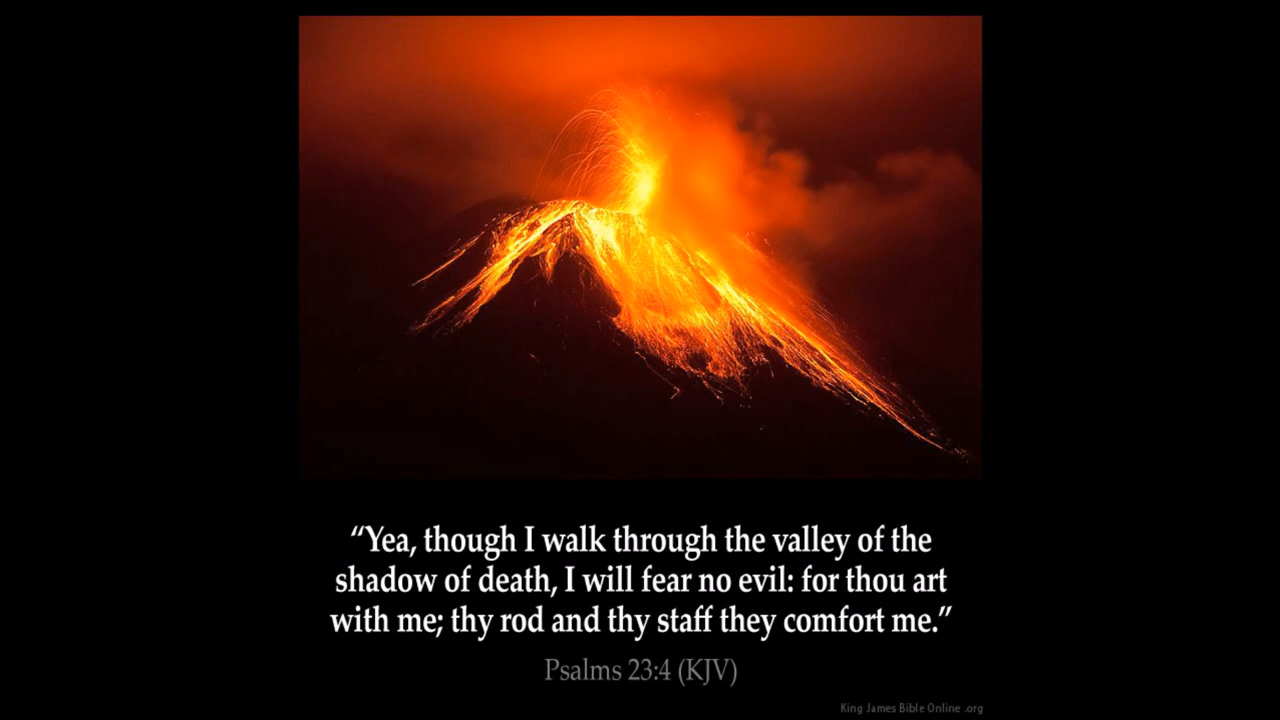 “Yea, though I walk through the valley of the
shadow of death, I will fear no evil: for thou art
with me; thy rod and thy staff they comfort me.”
Psalms 23:4 (KJV)
King James Bible Online .org